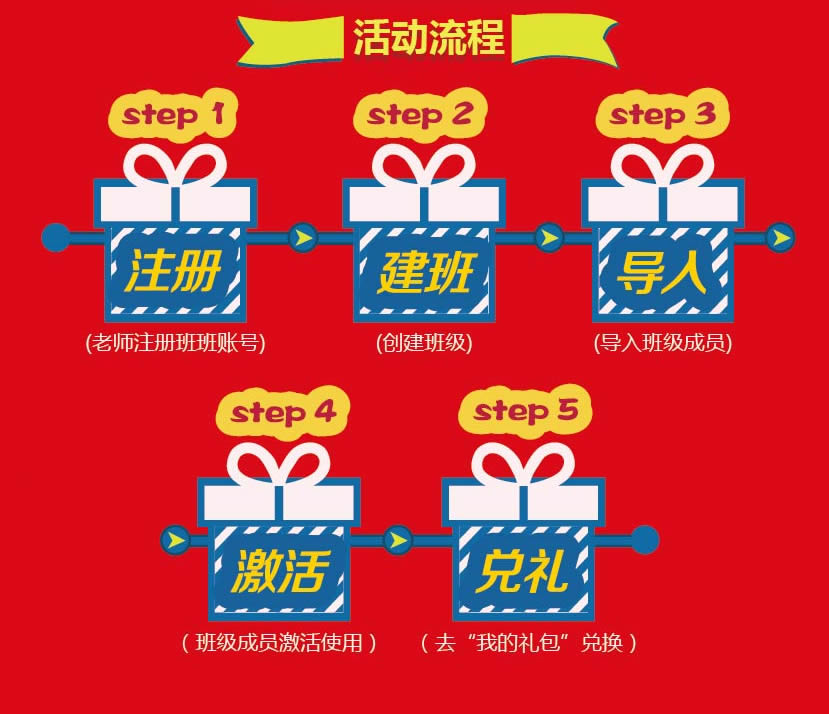 活动流程
step 1
step 2
step 3
注册
建班
导人
(老师注册班班账号)
(创建班级)
(导入班级成员)
step 4
step 5
激活
兑礼
（班级成员激活使用）
（去“我的礼包”兑换）